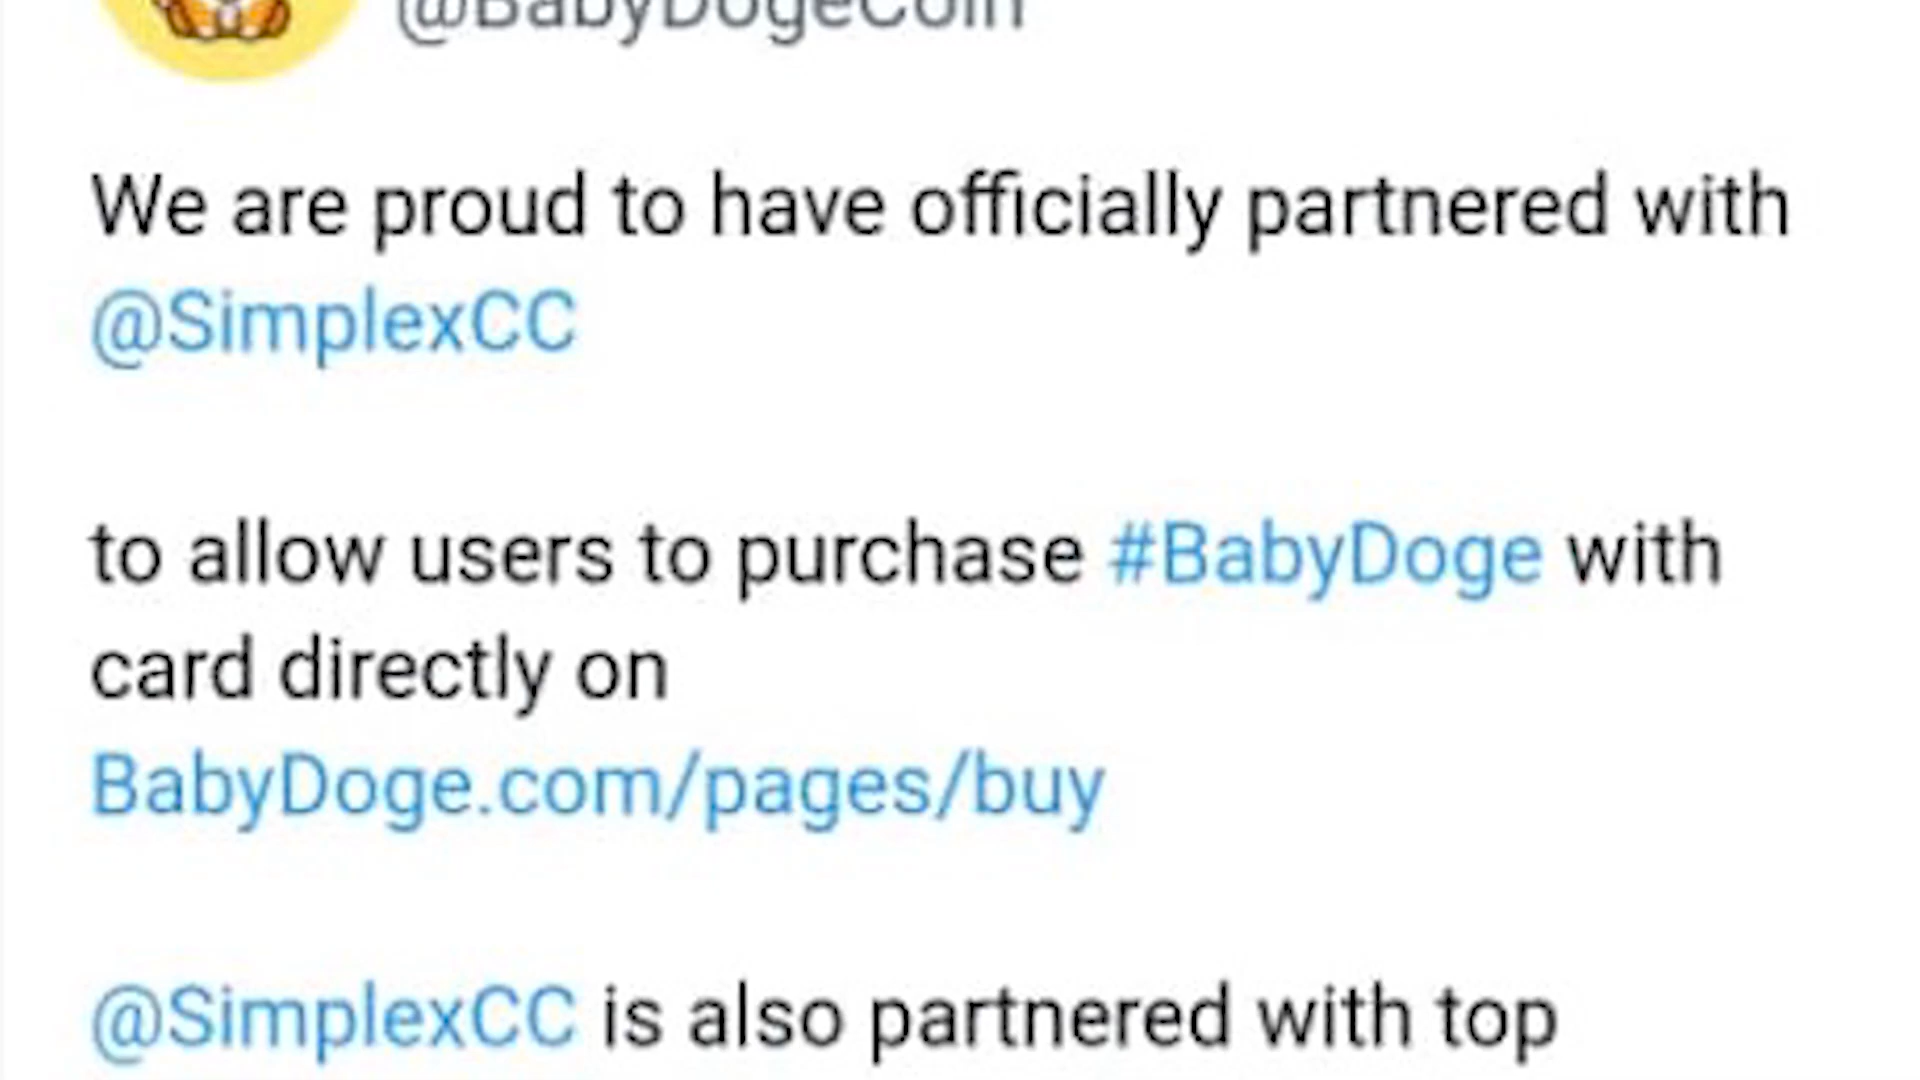 @BabyDogeCoin
We are proud to have officially partnered with
@SimplexCC
to allow users to purchase #BabyDoge with
card directly on
BabyDoge.com/pages/buy
@SimplexCC is also partnered with top